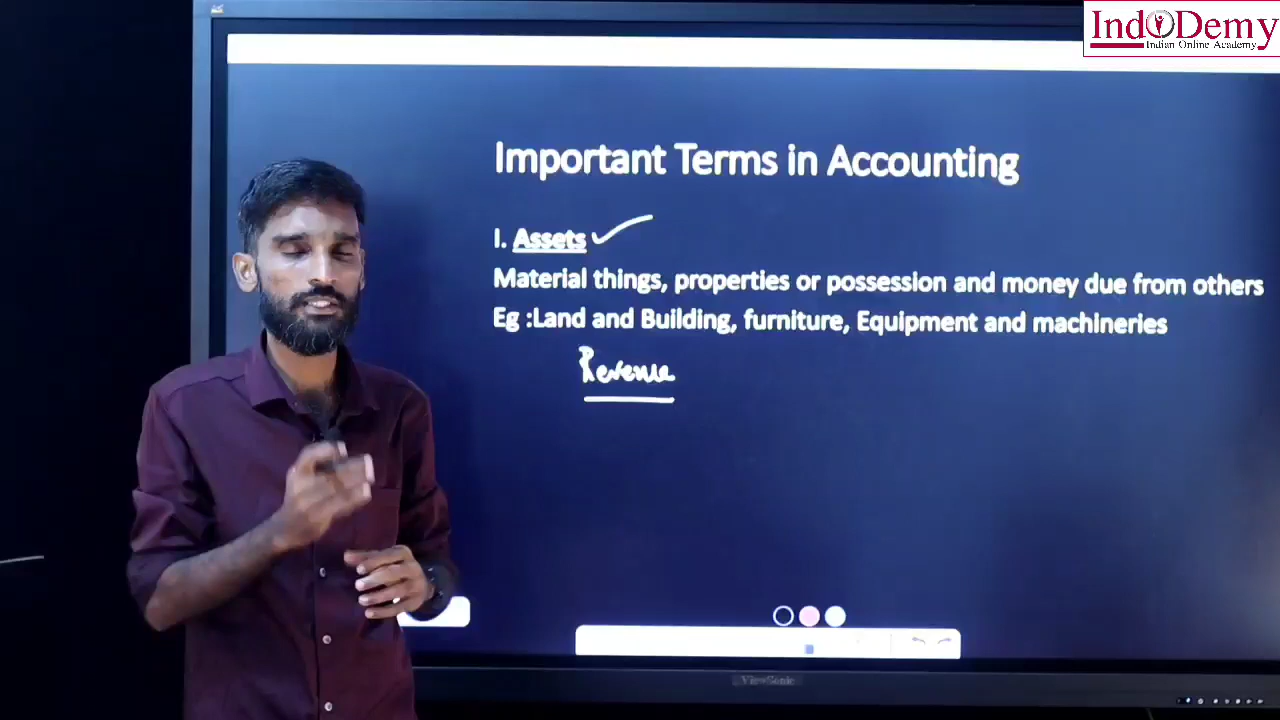 IndODemy
Indian Online Academy
Important Terms in Accounting
I. Assets
Material things, properties or possession and money due from others
Eg :Land and Building, furniture, Equipment and machineries
Revenue
ViewSonic